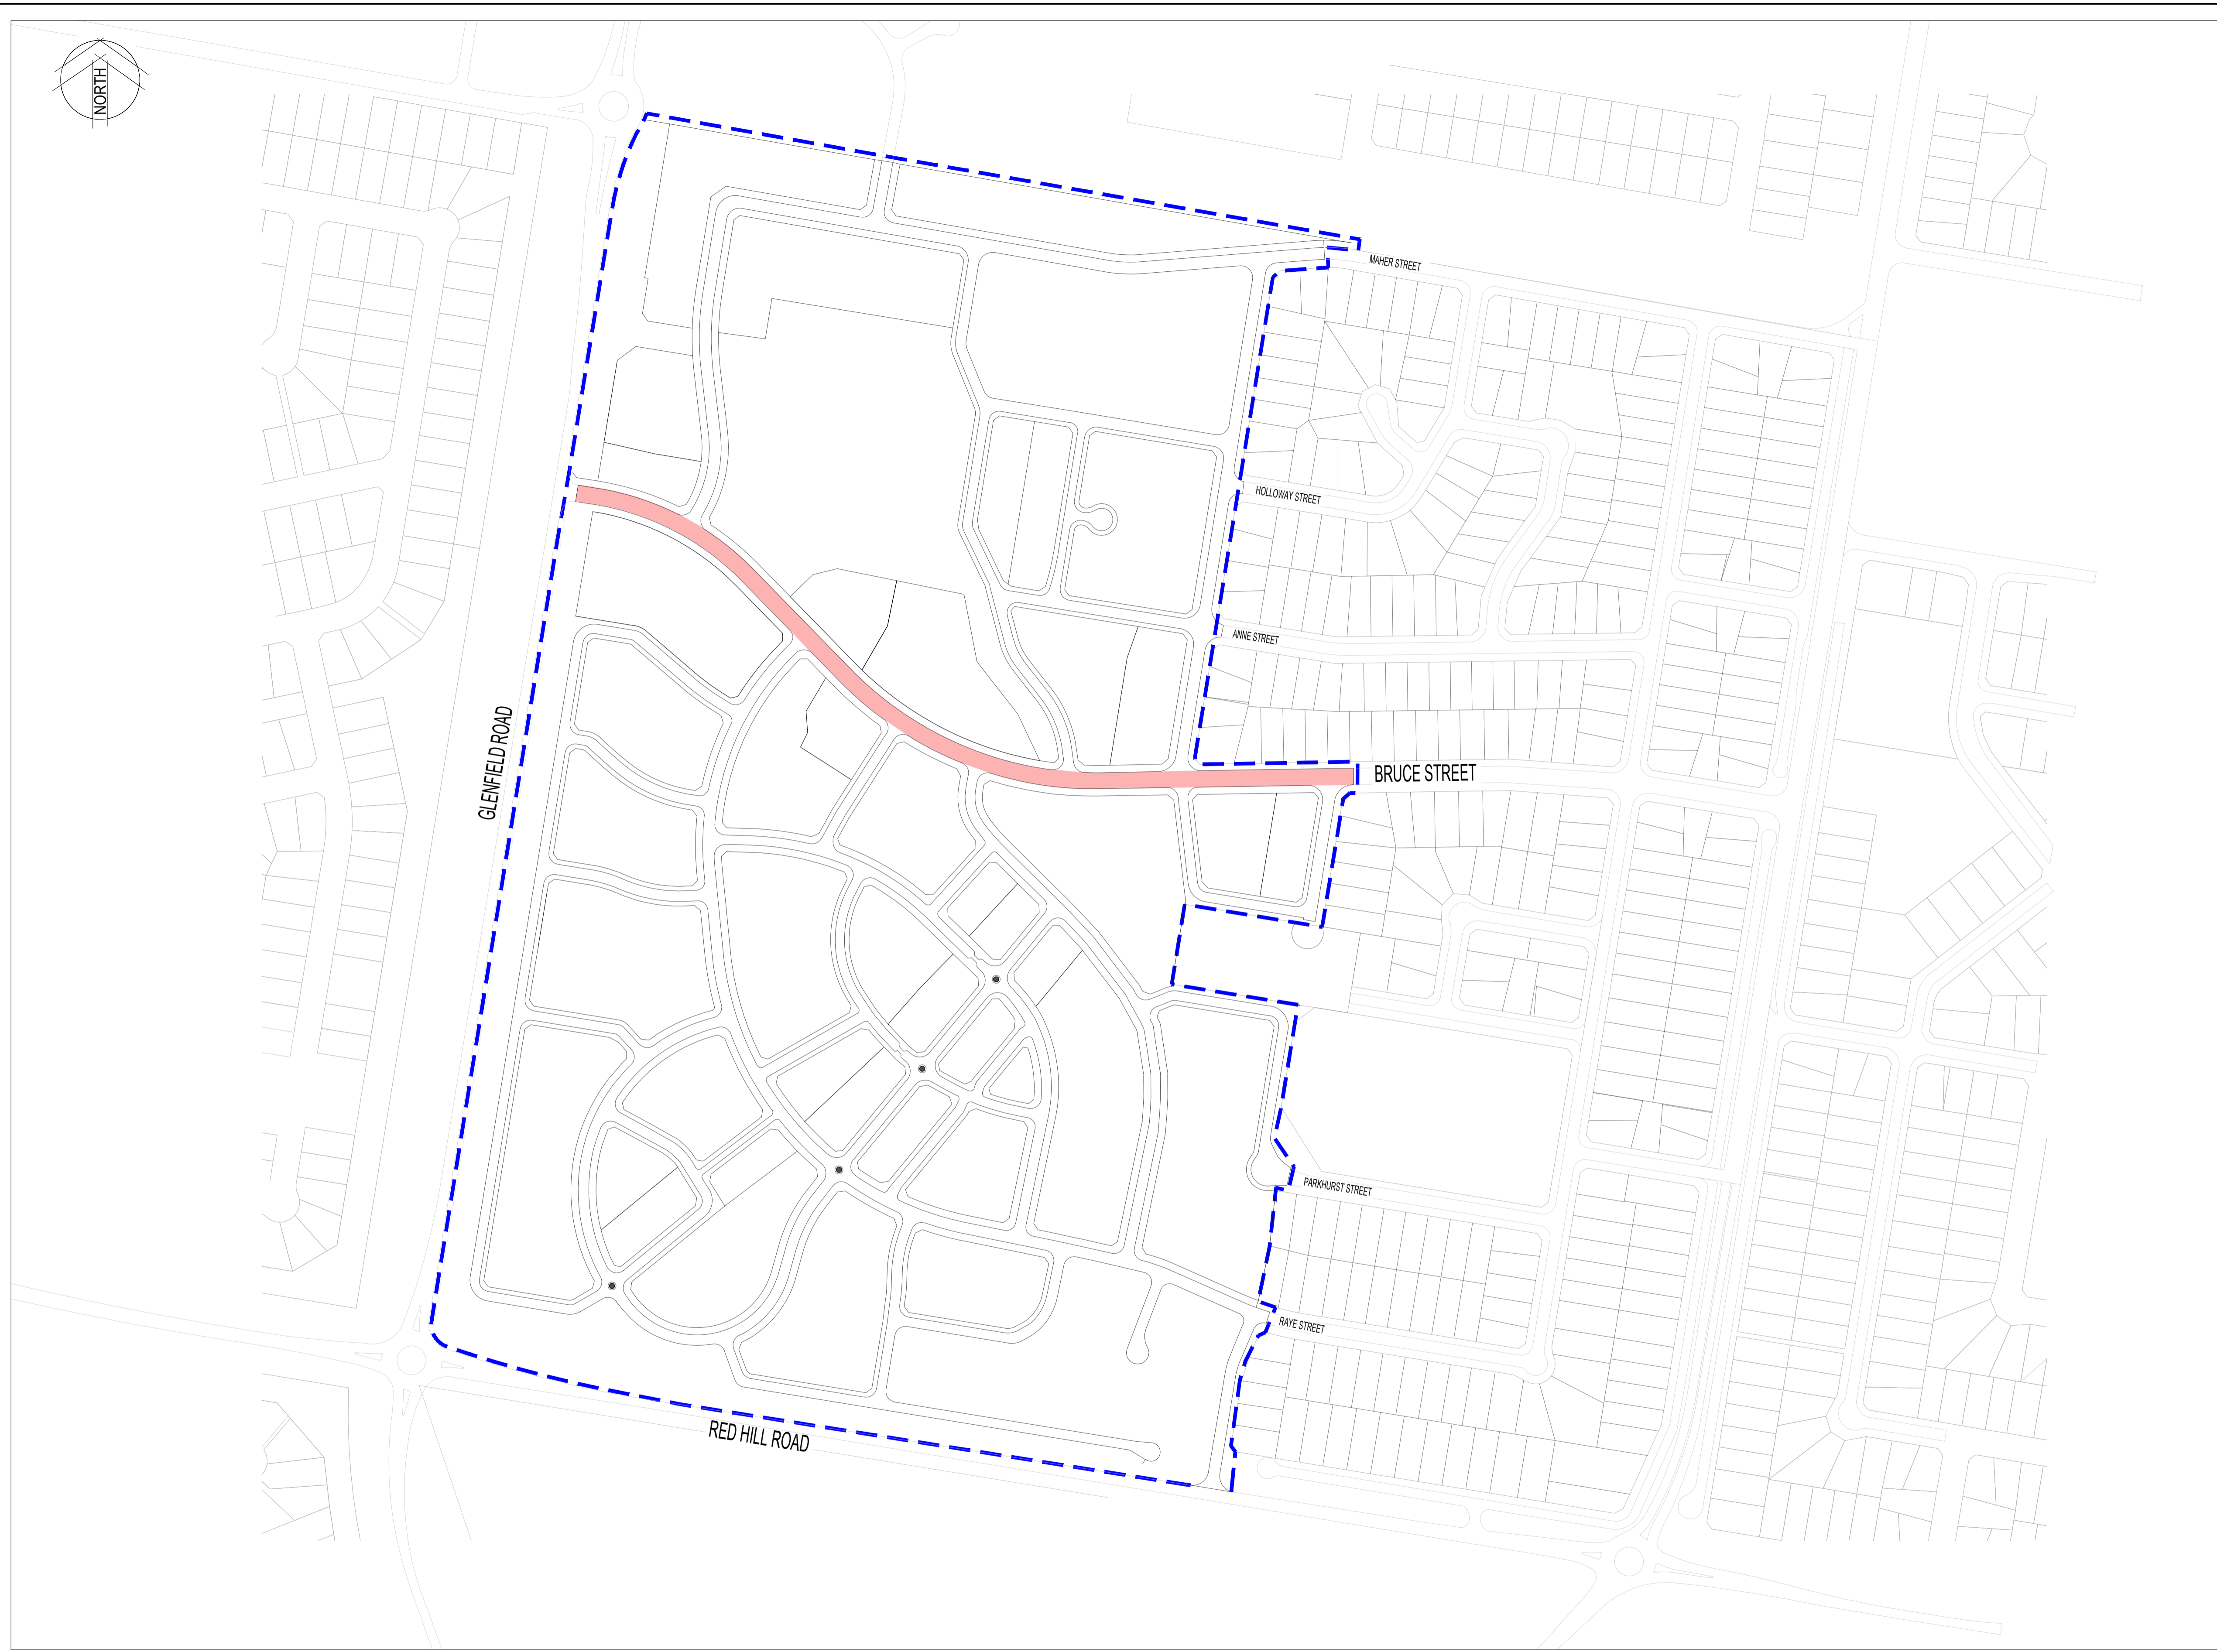 NORTH
MAHER STREET
HOLLOWAY STREET
ANNE STREET
GLENFIELD ROAD
BRUCE STREET
PARKHURST STREET
RAYE STREET
RED HILL ROAD